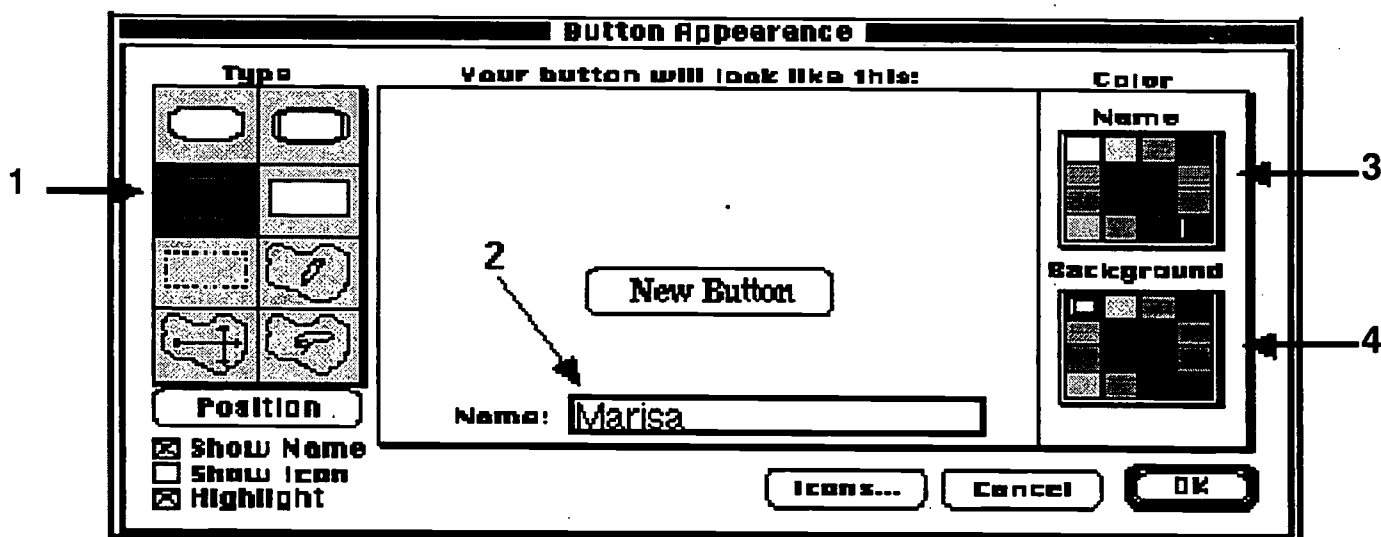 Button Appearance
Type
Your button will look like this:
Color
Name
1
3
2
Background
New Button
4
Position
Name: Marisa
Show Name
Show Icon
Highlight
Icons...
Cancel
OK